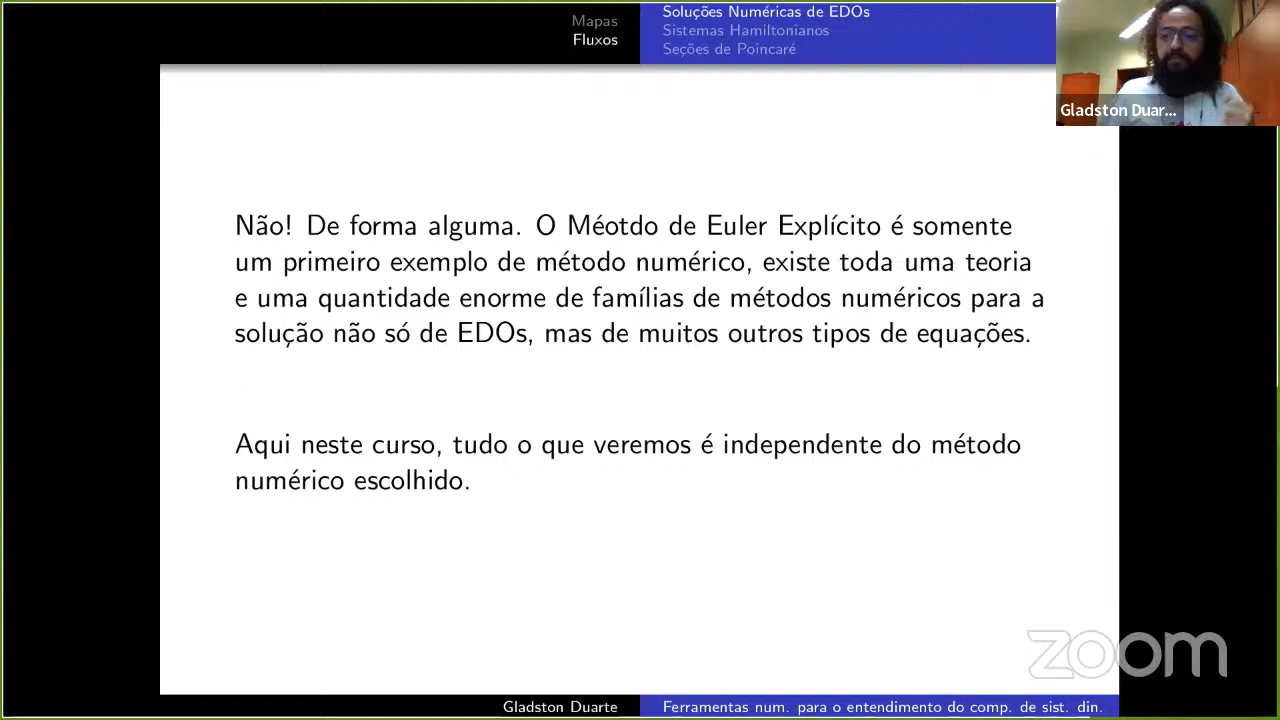 Mapas
Fluxos
Soluções Numéricas de EDOs
Sistemas Hamiltonianos
Seções de Poincaré
Gladston Duar...
Não! De forma alguma. O Méotdo de Euler Explícito é somente
um primeiro exemplo de método numérico, existe toda uma teoria
e uma quantidade enorme de famílias de métodos numéricos para a
solução não só de EDOs, mas de muitos outros tipos de equações.
Aqui neste curso, tudo o que veremos é independente do método
numérico escolhido.
zoom
Gladston Duarte
Ferramentas num. para o entendimento do comp. de sist. din.